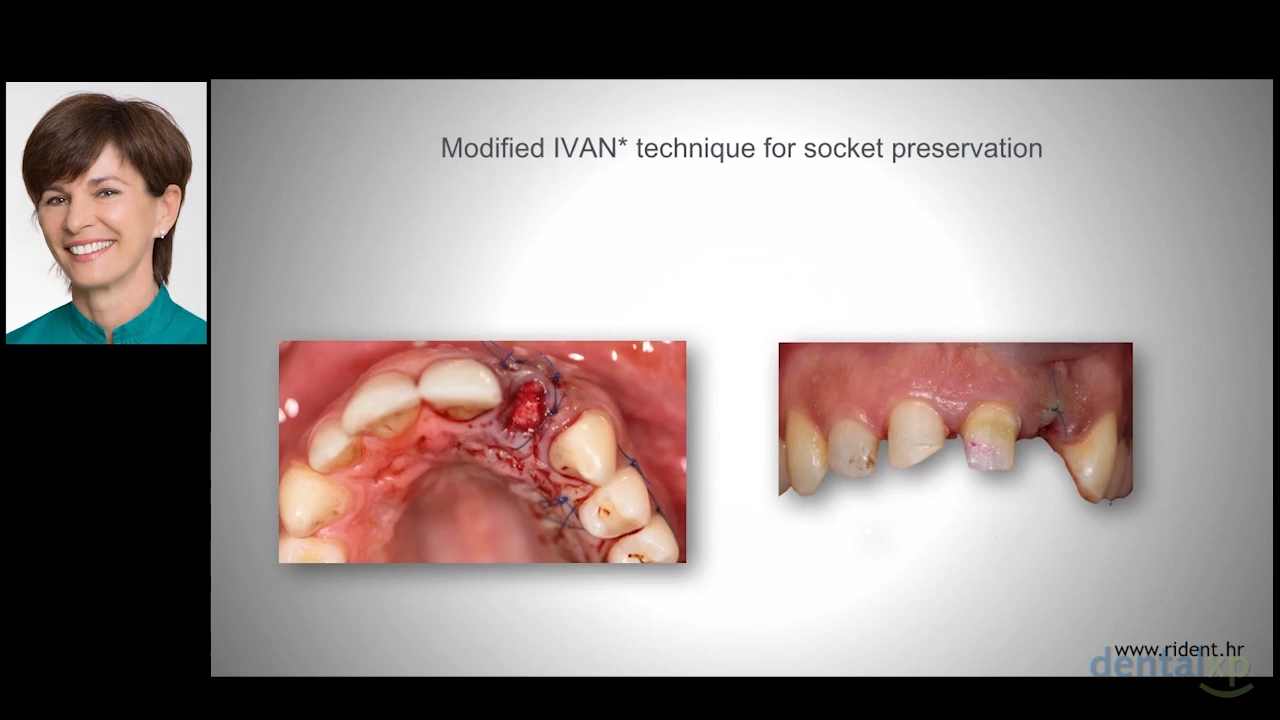 Modified IVAN* technique for socket preservation
www.rident.hr
dentalxp